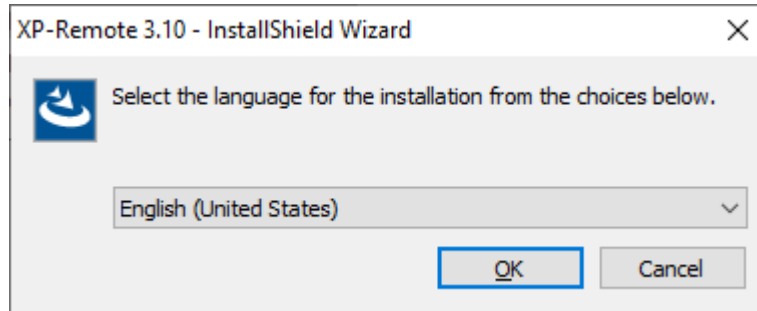 XP-Remote 3.10 - InstallShield Wizard
Select the language for the installation from the choices below.
English (United States)
OK
Cancel